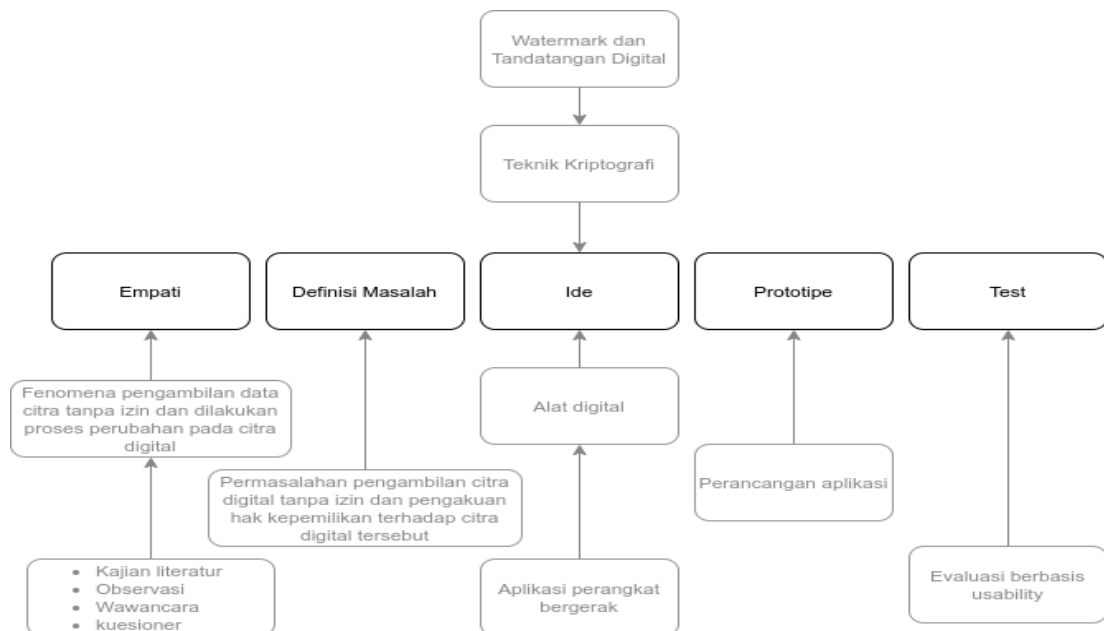 Watermark dan
Tandatangan Digital
Teknik Kriptografi
Empati
Definisi Masalah
Ide
Prototipe
Test
Fenomena pengambilan data
citra tanpa izin dan dilakukan
proses perubahan pada citra
digital
Alat digital
Permasalahan pengambilan citra
digital tanpa izin dan pengakuan
hak kepemilikan terhadap citra
digital tersebut
Perancangan aplikasi
• Kajian literatur
• Observasi
• Wawancara
• kuesioner
Aplikasi perangkat
bergerak
Evaluasi berbasis
usability